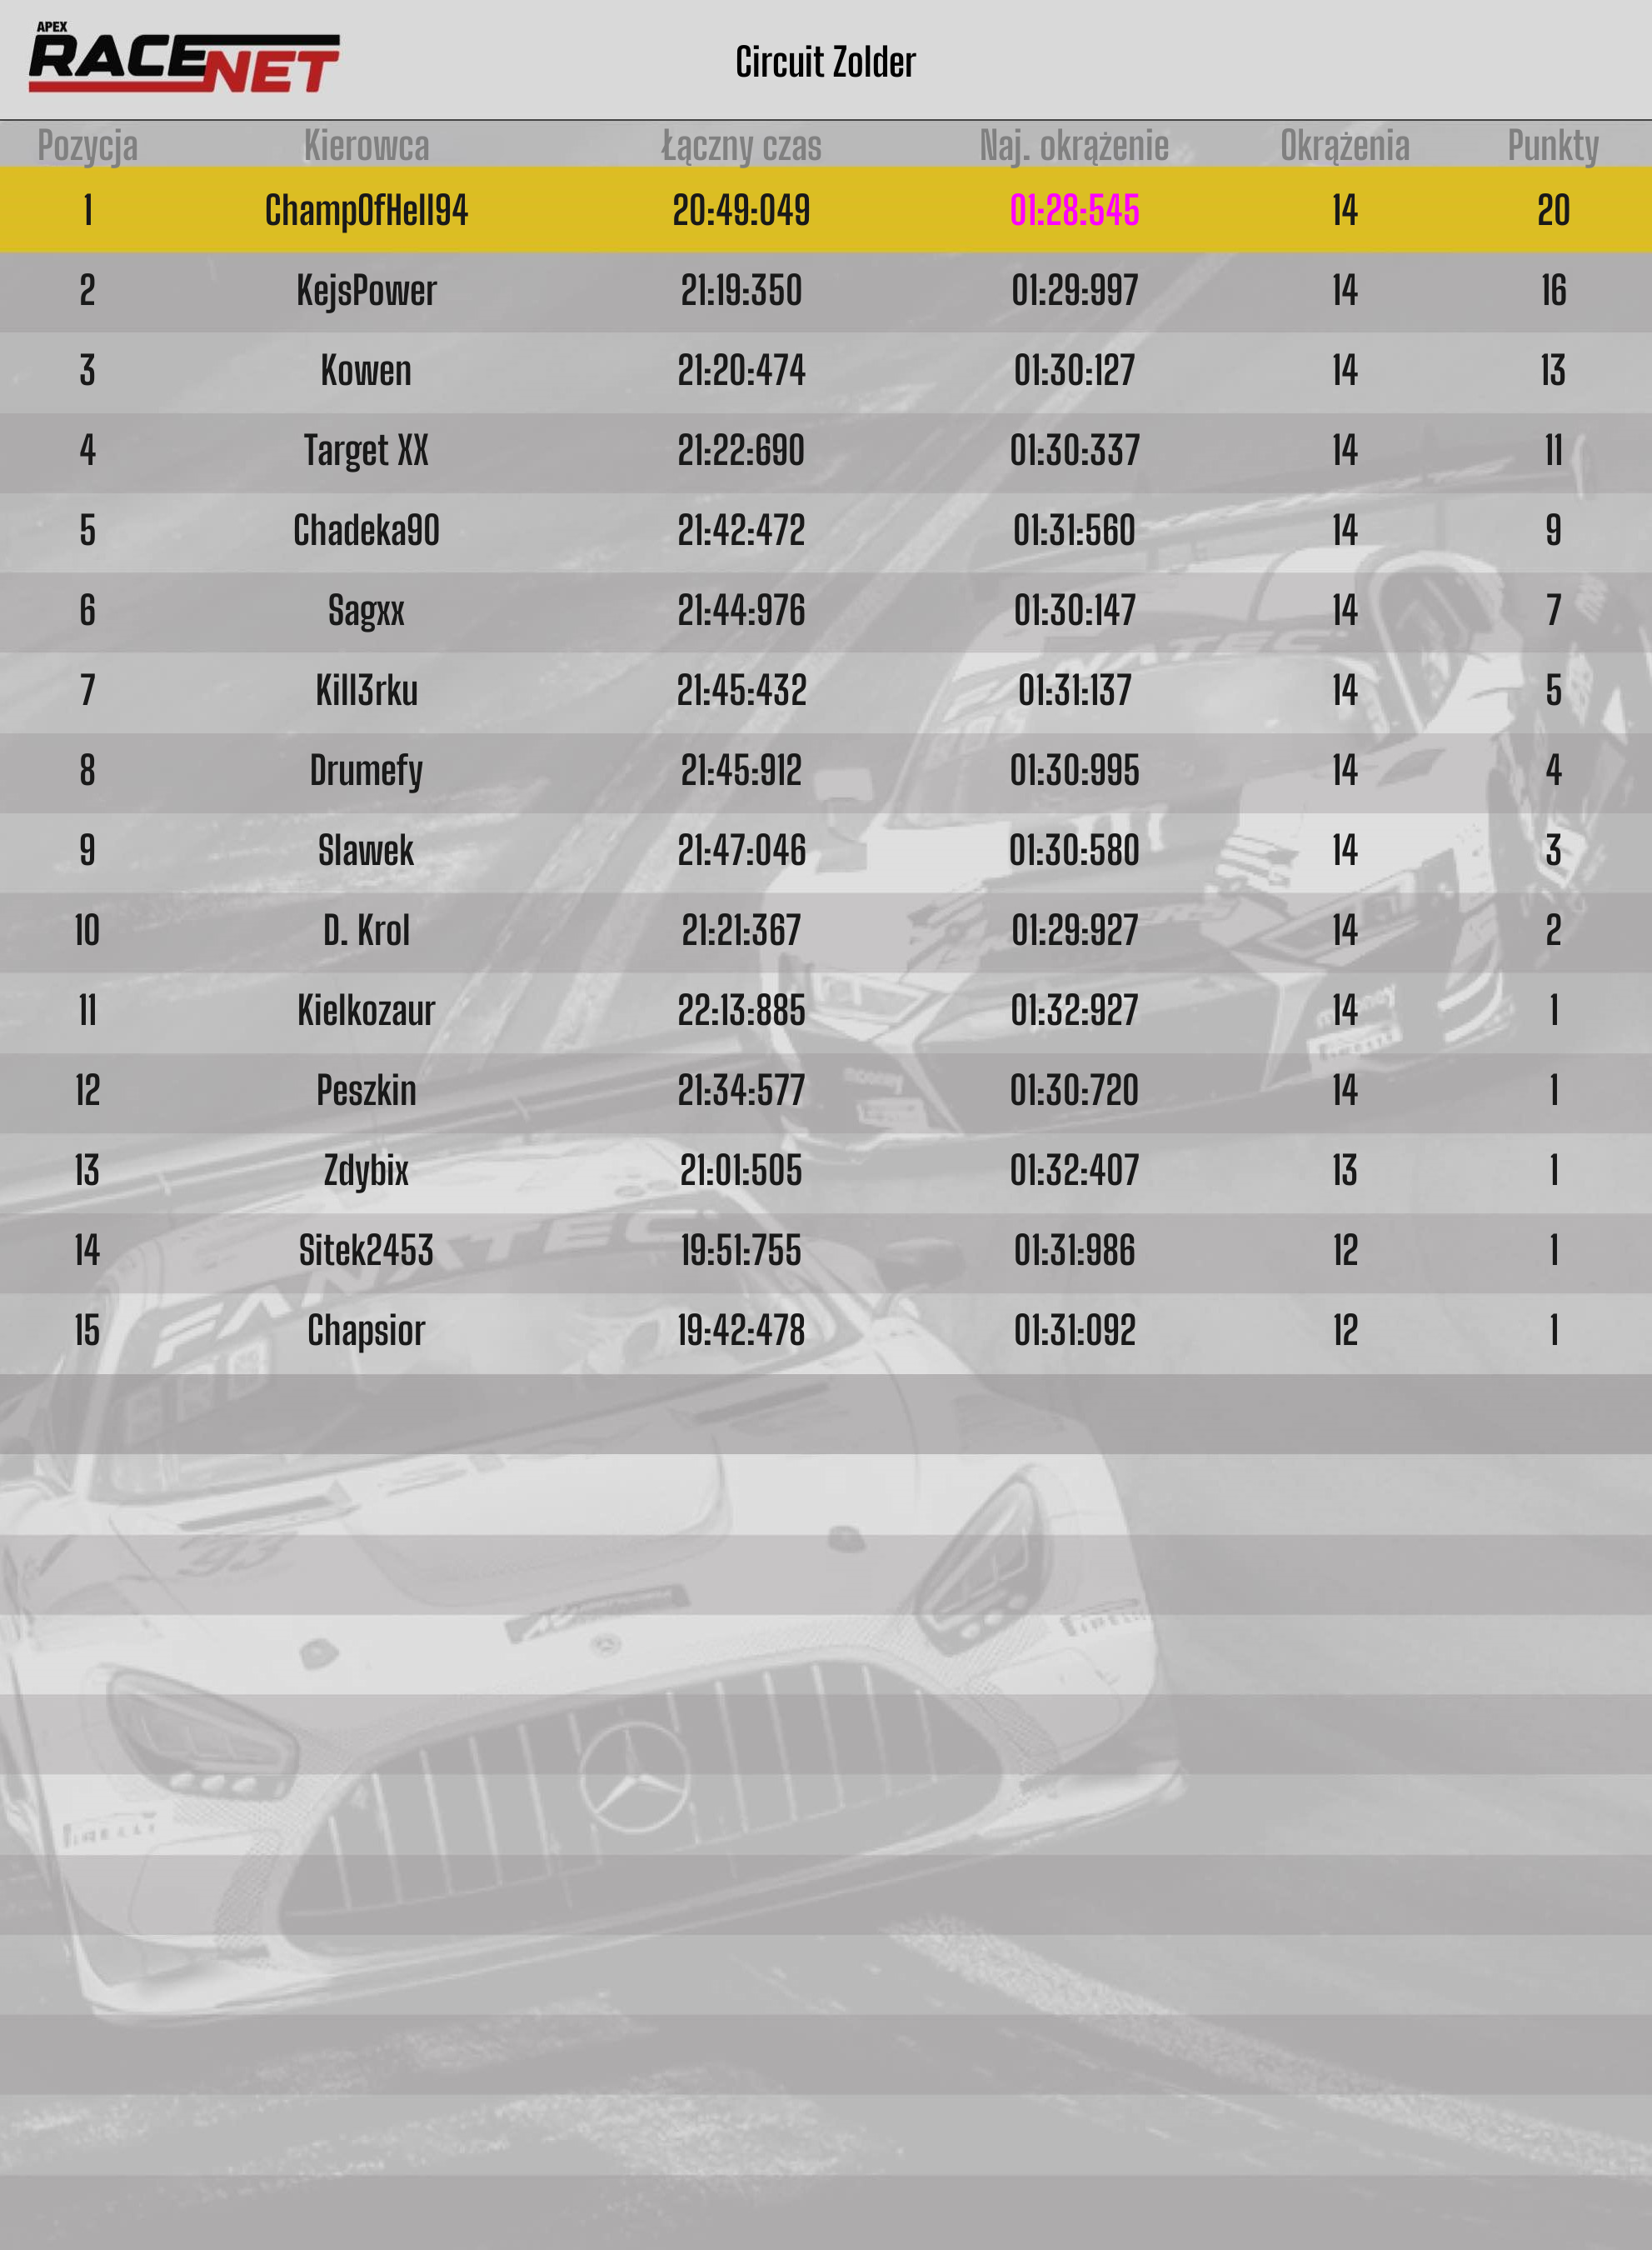 APEX
RACENET
Circuit Zolder
Pozycja Kierowca Łączny czas Naj. okrążenie Okrążenia Punkty
1 ChampOfHell94 20:49:049 01:28:545 14 20
2 KejsPower 21:19:350 01:29:997 14 16
3 Kowen 21:20:474 01:30:127 14 13
4 Target XX 21:22:690 01:30:337 14 11
5 Chadeka90 21:42:472 01:31:560 14 9
6 Sagxx 21:44:976 01:30:147 14 7
7 Kill3rku 21:45:432 01:31:137 14 5
8 Drumefy 21:45:912 01:30:995 14 4
9 Slawek 21:47:046 01:30:580 14 3
10 D. Krol 21:21:367 01:29:927 14 2
11 Kielkozaur 22:13:885 01:32:927 14 1
12 Peszkin 21:34:577 01:30:720 14 1
13 Zdybix 21:01:505 01:32:407 13 1
14 Sitek2453 19:51:755 01:31:986 12 1
15 Chapsior 19:42:478 01:31:092 12 1
FANATEC
FANATEC
PIRELLI